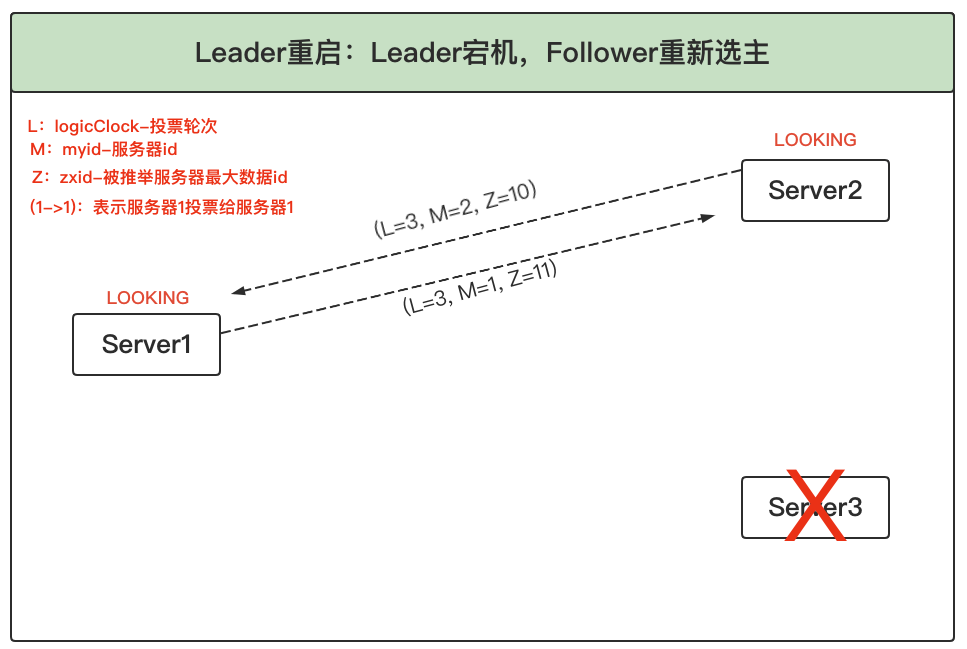 Leader重启：Leader宕机，Follower重新选主
L：logicClock-投票轮次
M：myid-服务器id
Z：zxid-被推举服务器最大数据id
(1->1)：表示服务器1投票给服务器1
LOOKING
Server2
(L=3, M=2, Z=10)
(L=3, M=1, Z=11)
LOOKING
Server1
Server3